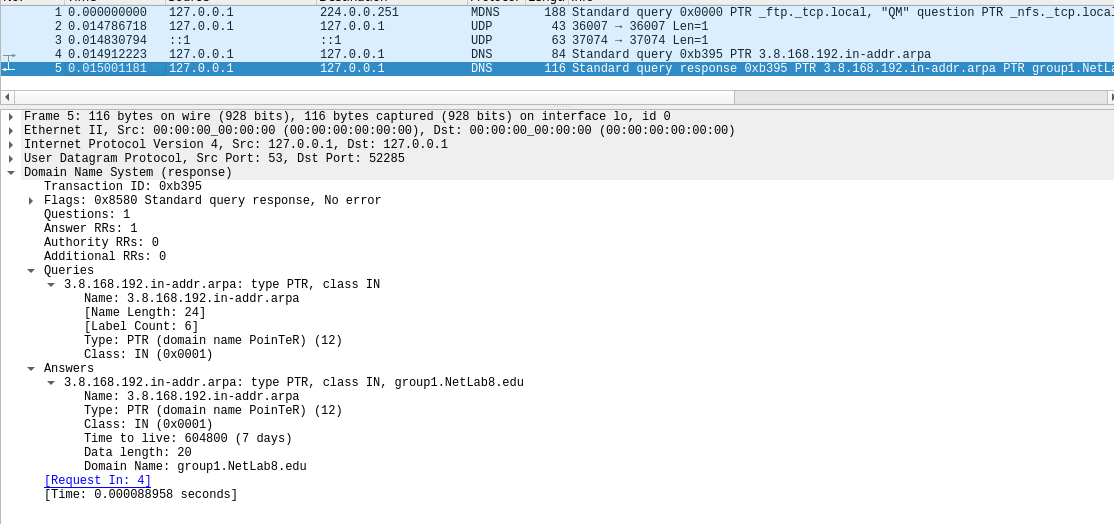 1 0.000000000 127.0.0.1 224.0.0.251 MDNS 188 Standard query 0x0000 PTR _ftp._tcp.local, "QM" question PTR _nfs._tcp.local
2 0.014786718 127.0.0.1 127.0.0.1 UDP 43 36007 → 36007 Len=1
3 0.014830794 ::1 ::1 UDP 63 37074 → 37074 Len=1
4 0.014912223 127.0.0.1 127.0.0.1 DNS 84 Standard query 0xb395 PTR 3.8.168.192.in-addr.arpa
5 0.015001181 127.0.0.1 127.0.0.1 DNS 116 Standard query response 0xb395 PTR 3.8.168.192.in-addr.arpa PTR group1.NetLa
Frame 5: 116 bytes on wire (928 bits), 116 bytes captured (928 bits) on interface lo, id 0
Ethernet II, Src: 00:00:00_00:00:00 (00:00:00:00:00:00), Dst: 00:00:00_00:00:00 (00:00:00:00:00:00)
Internet Protocol Version 4, Src: 127.0.0.1, Dst: 127.0.0.1
User Datagram Protocol, Src Port: 53, Dst Port: 52285
Domain Name System (response)
Transaction ID: 0xb395
Flags: 0x8580 Standard query response, No error
Questions: 1
Answer RRs: 1
Authority RRs: 0
Additional RRs: 0
Queries
3.8.168.192.in-addr.arpa: type PTR, class IN
Name: 3.8.168.192.in-addr.arpa
[Name Length: 24]
[Label Count: 6]
Type: PTR (domain name PoinTeR) (12)
Class: IN (0x0001)
Answers
3.8.168.192.in-addr.arpa: type PTR, class IN, group1.NetLab8.edu
Name: 3.8.168.192.in-addr.arpa
Type: PTR (domain name PoinTeR) (12)
Class: IN (0x0001)
Time to live: 604800 (7 days)
Data length: 20
Domain Name: group1.NetLab8.edu
[Request In: 4]
[Time: 0.000088958 seconds]